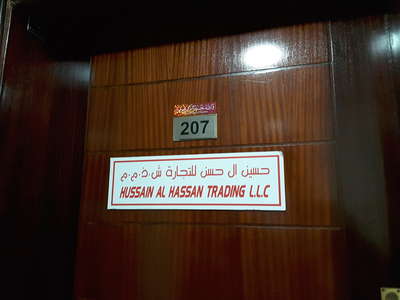 207
حسين ال حسن للتجارة ش.ذ.م.م
HUSSAIN AL HASSAN TRADING L.L.C